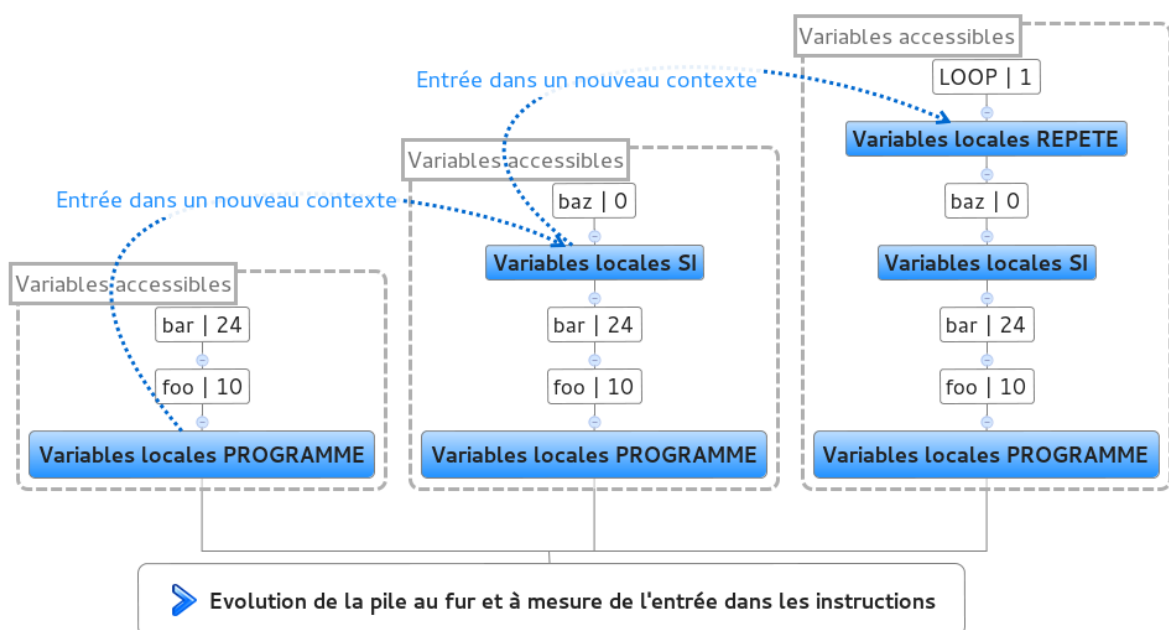 Variables accessibles
LOOP | 1
Entrée dans un nouveau contexte
Variables locales REPETE
Variables accessibles
baz | 0
baz | 0
Entrée dans un nouveau contexte
Variables locales SI
Variables locales SI
Variables accessibles
bar | 24
bar | 24
bar | 24
foo | 10
foo | 10
foo | 10
Variables locales PROGRAMME
Variables locales PROGRAMME
Variables locales PROGRAMME
Evolution de la pile au fur et à mesure de l'entrée dans les instructions